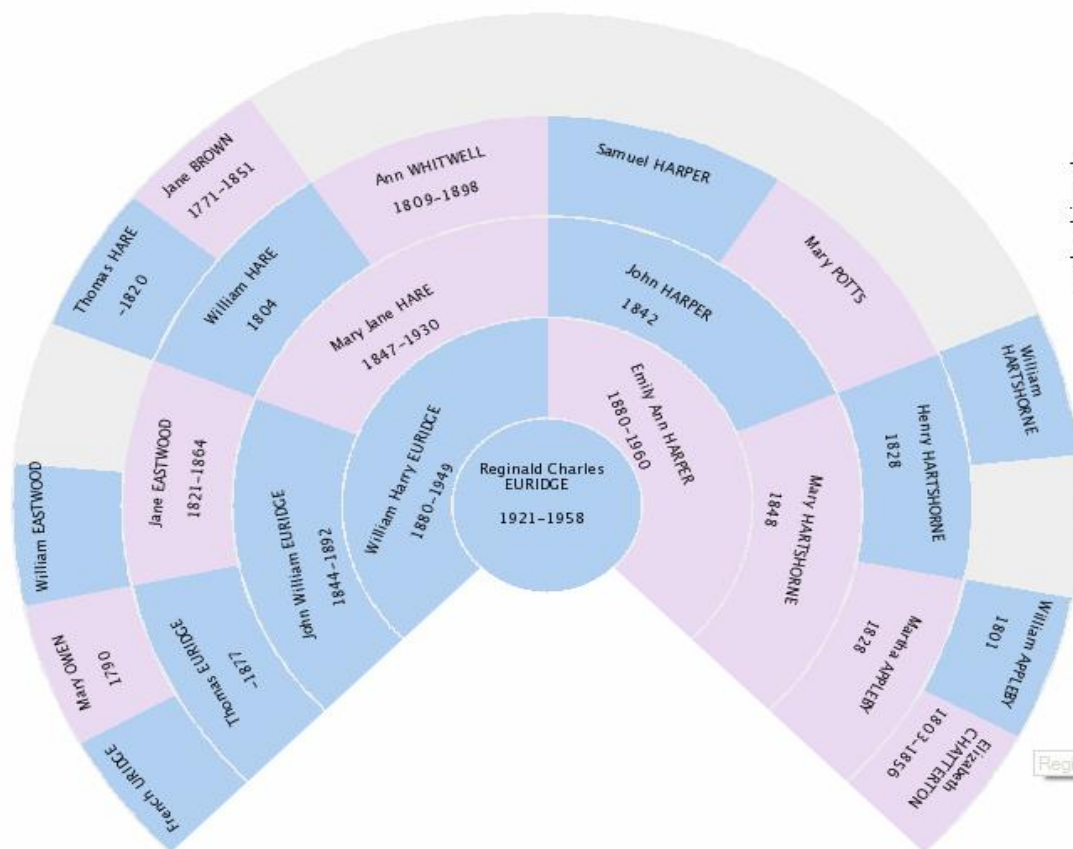 Jane BROWN
1771-1851
Thomas HARE
-1820
William HARE
1804
Ann WHITWELL
1809-1898
Samuel HARPER
Mary POTTS
Mary Jane HARE
1847-1930
John HARPER
1842
William
HARTSHORNE
Henry HARTSHORNE
1828
Jane EASTWOOD
1821-1864
William EASTWOOD
John William EURIDGE
1844-1892
William Harry EURIDGE
1880-1949
Emily Ann HARPER
1880-1960
Reginald Charles
EURIDGE
1921-1958
Mary HARTSHORNE
1848
Mary OWEN
1790
Thomas EURIDGE
-1877
French URIDGE
Martha APPLEBY
1828
William APPLEBY
1801
Elizabeth
CHATTERTON
1803-1856
Regi